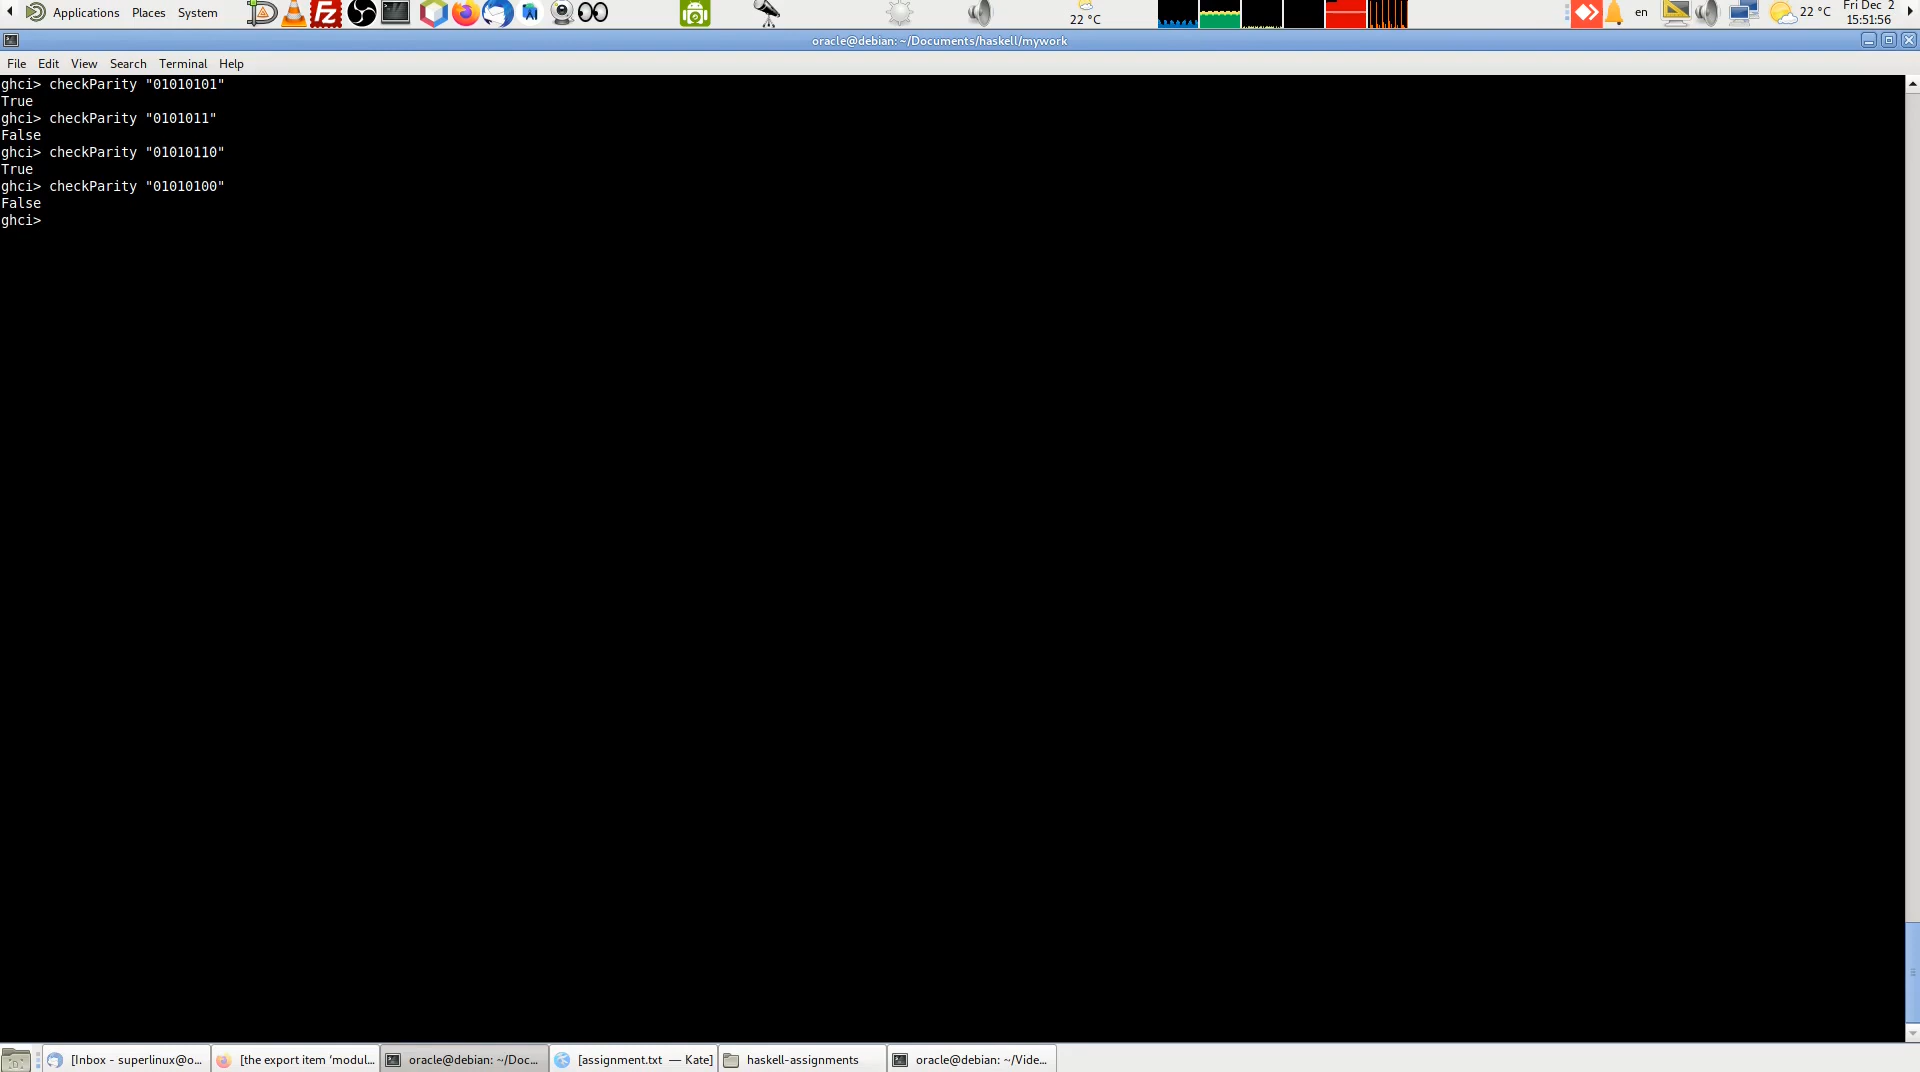 Applications Places System 22 °C en 22 °C Fri Dec 2
15:51:56
oracle@debian: ~/Documents/haskell/mywork
File Edit View Search Terminal Help
ghci> checkParity "01010101"
True
ghci> checkParity "0101011"
False
ghci> checkParity "01010110"
True
ghci> checkParity "01010100"
False
ghci>
[Inbox - superlinux@o... [the export item ‘modul... oracle@debian: ~/Doc... [assignment.txt — Kate] haskell-assignments oracle@debian: ~/Vide...